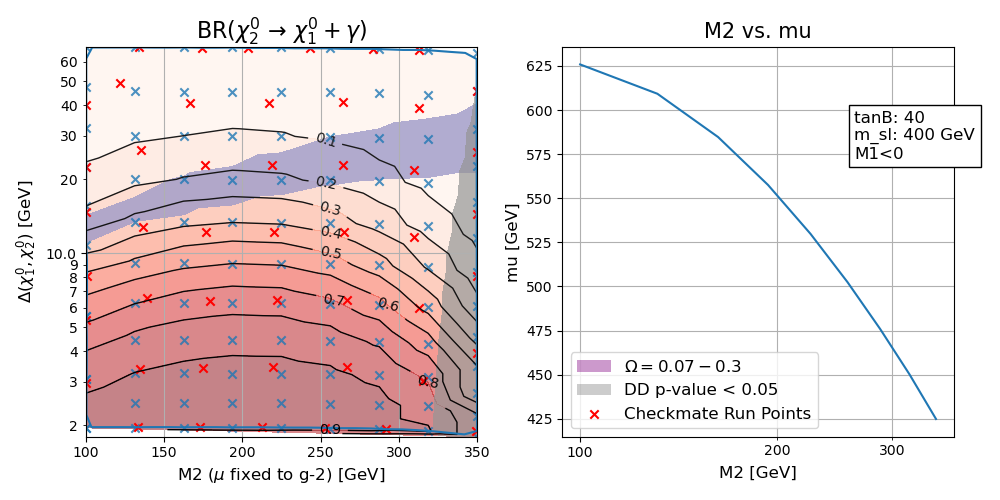 BR(χ₂⁰ → χ₁⁰ + γ)
Δ(χ₁⁰, χ₂⁰) [GeV]
60
50
40
30
20
10.0
9
8
7
6
5
4
3
2
0.1
0.2
0.3
0.4
0.5
0.6
0.7
0.8
0.9
100 150 200 250 300 350
M2 (μ fixed to g-2) [GeV]
M2 vs. mu
mu [GeV]
625
600
575
550
525
500
475
450
425
tanB: 40
m_sl: 400 GeV
M1<0
Ω = 0.07 − 0.3
DD p-value < 0.05
Checkmate Run Points
100 200 300
M2 [GeV]